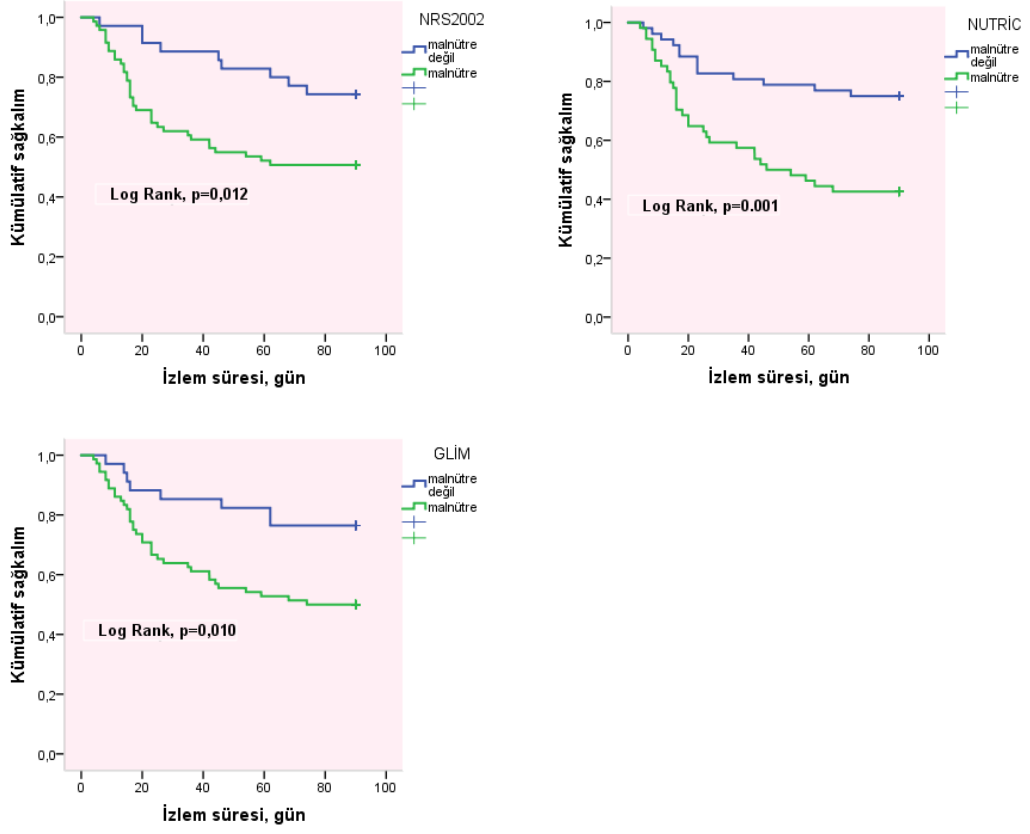 NRS2002
malnütre
değil
malnütre
1,0
0,8
0,6
0,4
0,2
0,0
Kümülatif sağkalım
Log Rank, p=0,012
0 20 40 60 80 100
İzlem süresi, gün
NUTRİC
malnütre
değil
malnütre
1,0
0,8
0,6
0,4
0,2
0,0
Kümülatif sağkalım
Log Rank, p=0.001
0 20 40 60 80 100
İzlem süresi, gün
GLİM
malnütre
değil
malnütre
1,0
0,8
0,6
0,4
0,2
0,0
Kümülatif sağkalım
Log Rank, p=0,010
0 20 40 60 80 100
İzlem süresi, gün